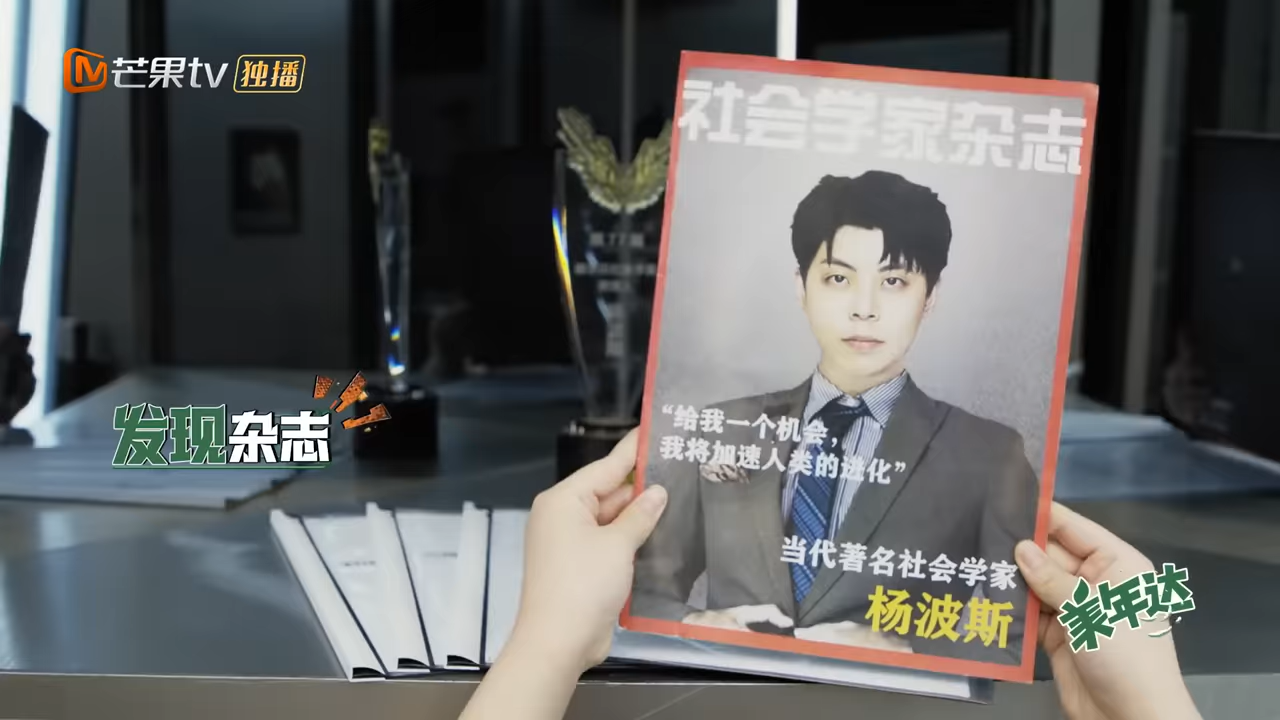 芒果tv 独播
社会学家杂志
“给我一个机会，
我将加速人类的进化”
当代著名社会学家
杨波斯
发现杂志
美年达